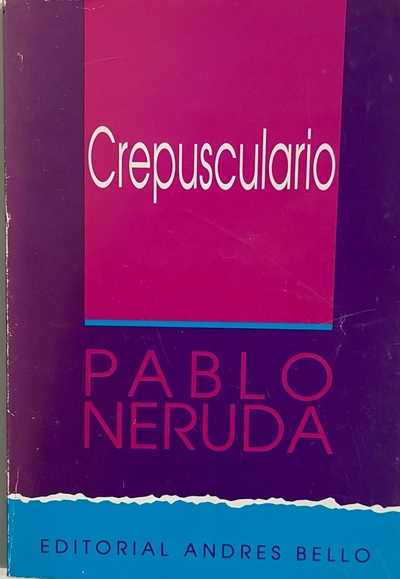 Crepusculario
PABLO
NERUDA
EDITORIAL ANDRES BELLO